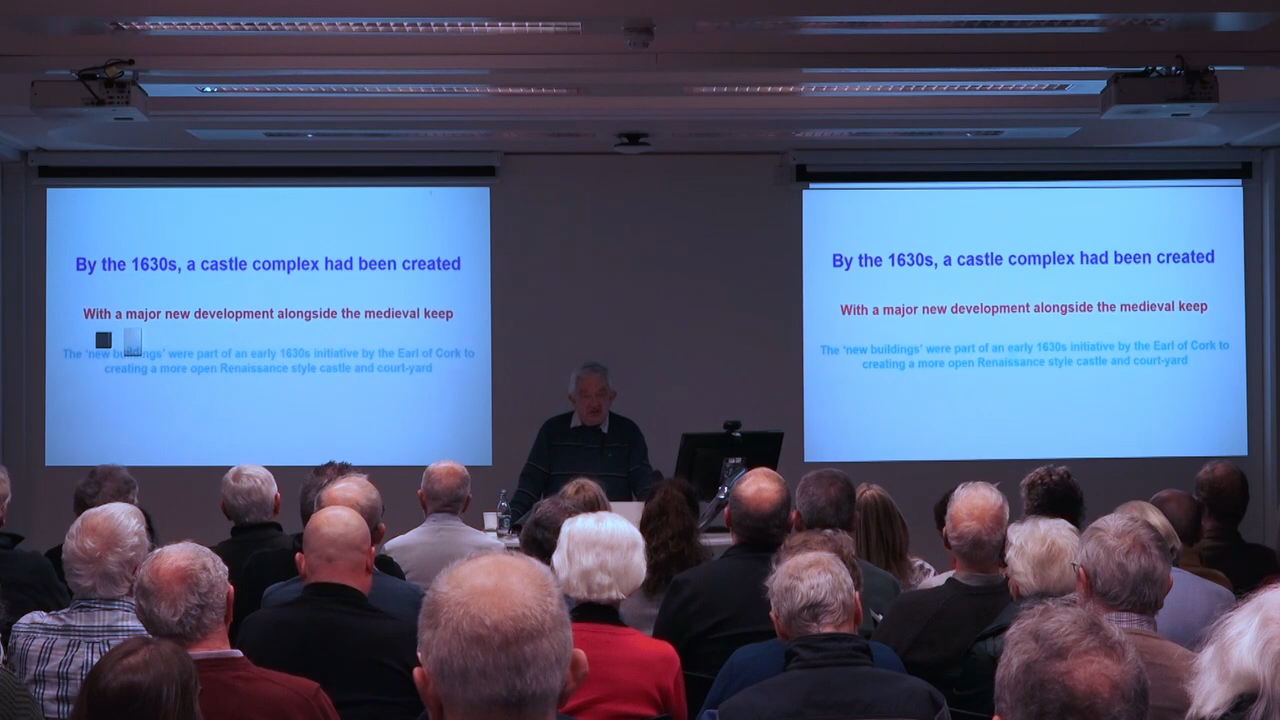 By the 1630s, a castle complex had been created
With a major new development alongside the medieval keep
The ‘new buildings’ were part of an early 1630s initiative by the Earl of Cork to
creating a more open Renaissance style castle and court-yard
By the 1630s, a castle complex had been created
With a major new development alongside the medieval keep
The ‘new buildings’ were part of an early 1630s initiative by the Earl of Cork to
creating a more open Renaissance style castle and court-yard